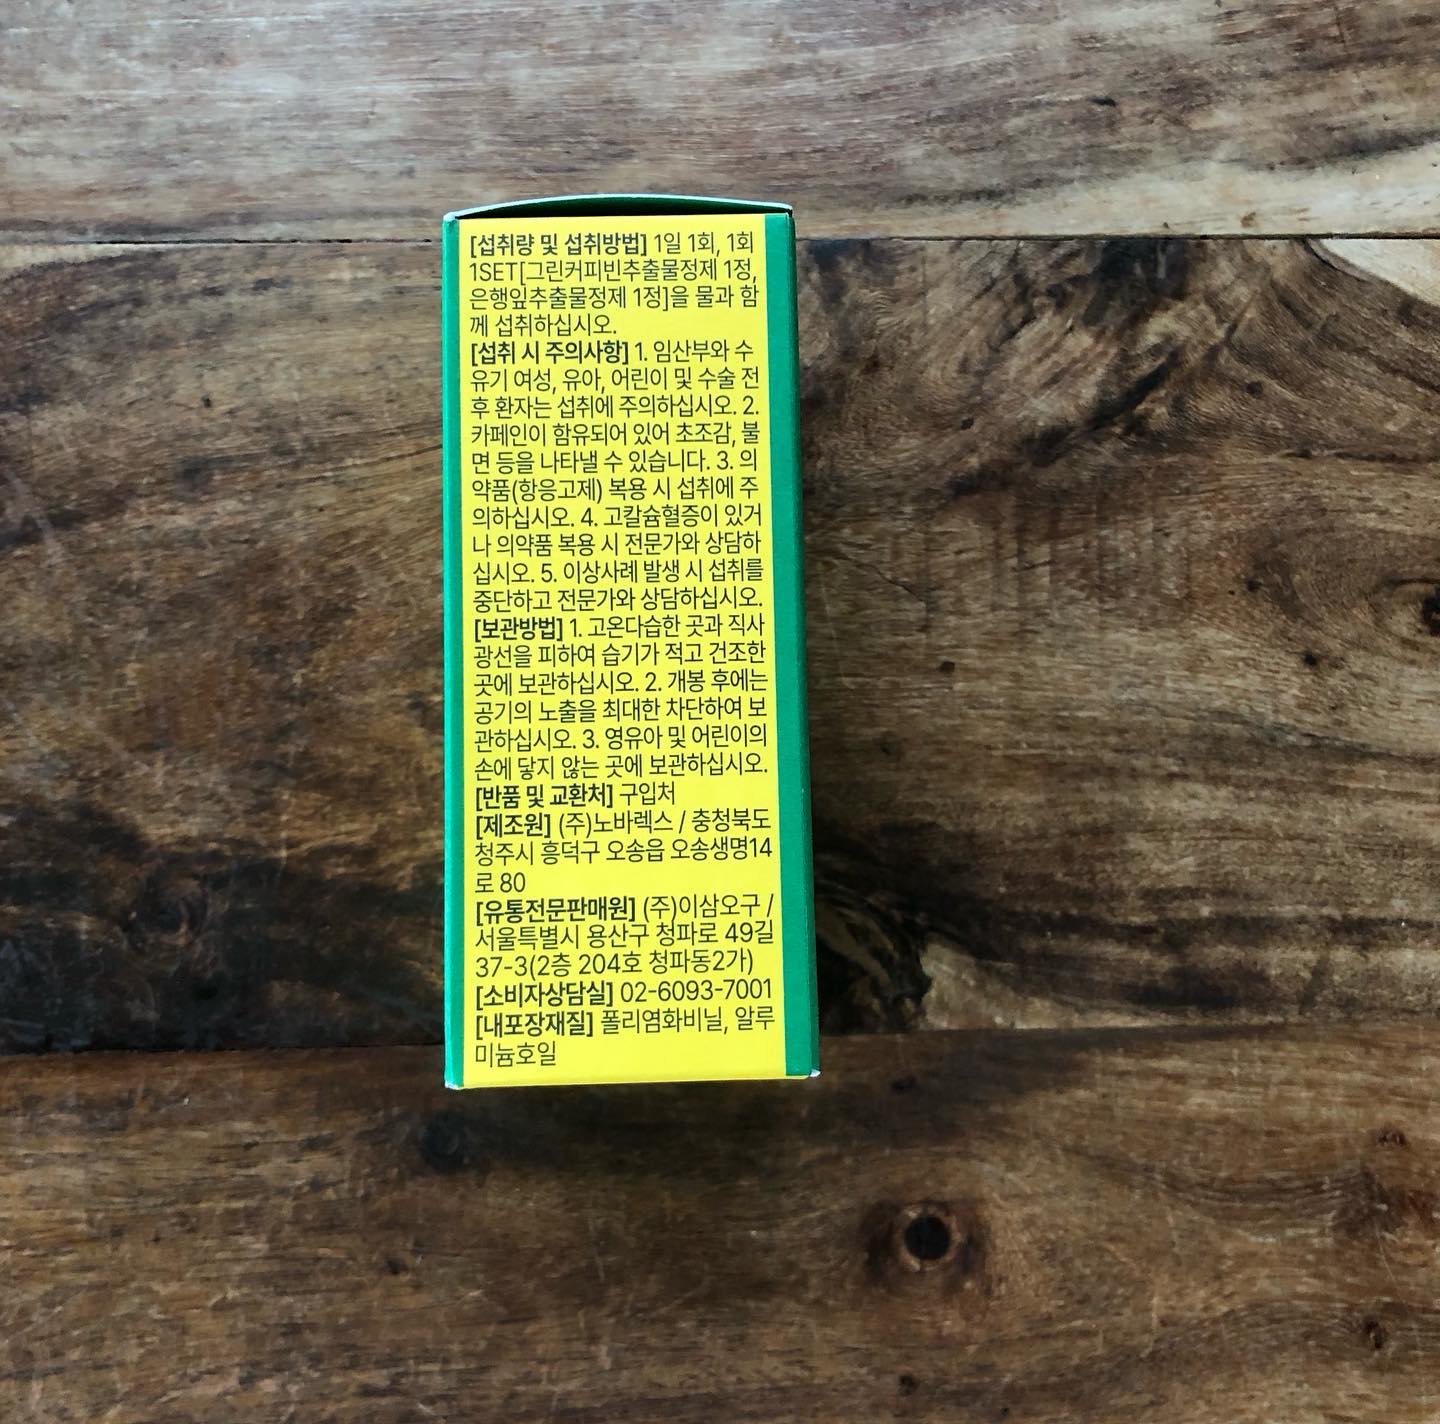 [섭취량 및 섭취방법] 1일 1회, 1회
1SET[그린커피빈추출물정제 1정,
은행잎추출물정제 1정]을 물과 함
께 섭취하십시오.
[섭취 시 주의사항] 1. 임산부와 수
유기 여성, 유아, 어린이 및 수술 전
후 환자는 섭취에 주의하십시오. 2.
카페인이 함유되어 있어 초조감, 불
면 등을 나타낼 수 있습니다. 3. 의
약품(항응고제) 복용 시 섭취에 주
의하십시오. 4. 고칼슘혈증이 있거
나 의약품 복용 시 전문가와 상담하
십시오. 5. 이상사례 발생 시 섭취를
중단하고 전문가와 상담하십시오.
[보관방법] 1. 고온다습한 곳과 직사
광선을 피하여 습기가 적고 건조한
곳에 보관하십시오. 2. 개봉 후에는
공기의 노출을 최대한 차단하여 보
관하십시오. 3. 영유아 및 어린이의
손에 닿지 않는 곳에 보관하십시오.
[반품 및 교환처] 구입처
[제조원] (주)노바렉스 / 충청북도
청주시 흥덕구 오송읍 오송생명14
로 80
[유통전문판매원] (주)이삼오구 /
서울특별시 용산구 청파로 49길
37-3(2층 204호 청파동2가)
[소비자상담실] 02-6093-7001
[내포장재질] 폴리염화비닐, 알루
미늄호일